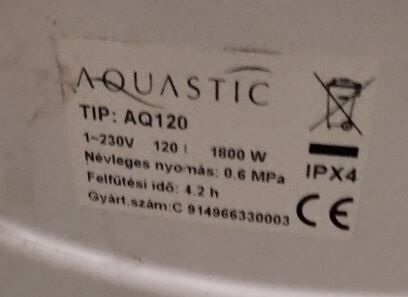 AQUASTIC
TIP: AQ120
1~230V 120 l 1800 W
Névleges nyomás: 0.6 MPa
Felfűtési idő: 4.2 h
Gyárt.szám:C 914966330003
IPX4
CE